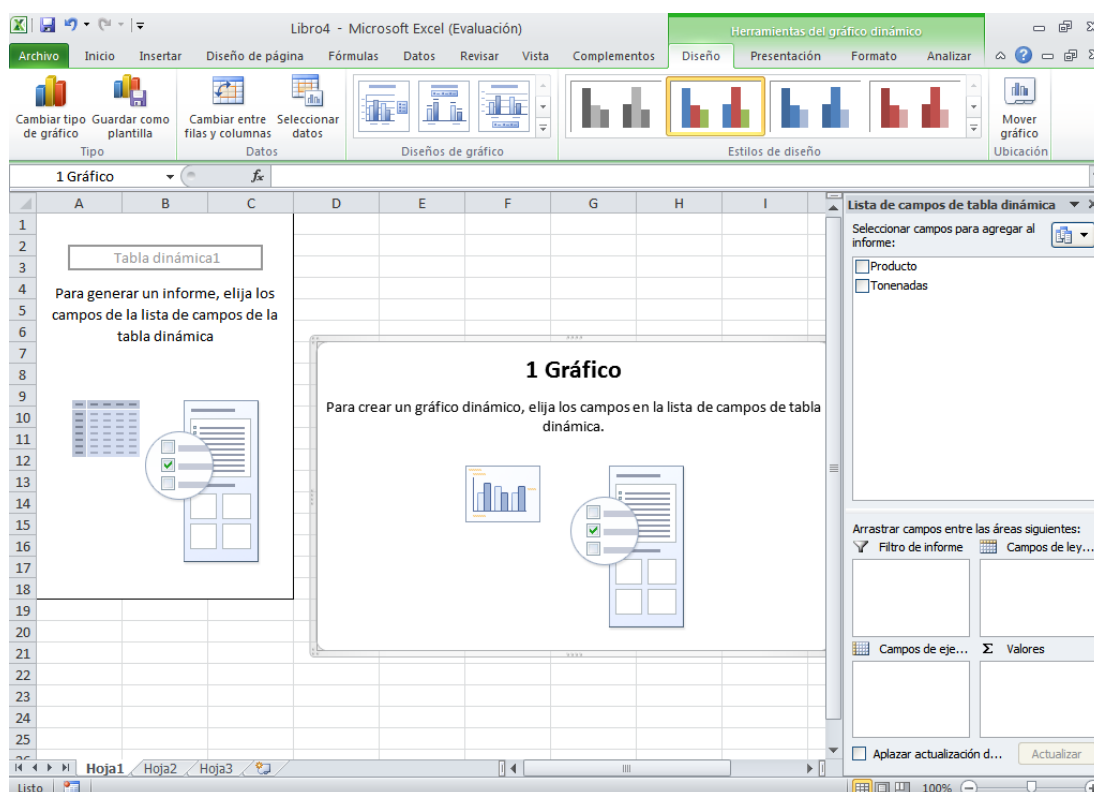 Libro4 - Microsoft Excel (Evaluación)
Herramientas del gráfico dinámico
Archivo Inicio Insertar Diseño de página Fórmulas Datos Revisar Vista Complementos Diseño Presentación Formato Analizar
Cambiar tipo de gráfico
Guardar como plantilla
Cambiar entre filas y columnas
Seleccionar datos
Mover gráfico
Tipo Datos Diseños de gráfico Estilos de diseño Ubicación
1 Gráfico fx
A B C D E F G H I
Lista de campos de tabla dinámica
Seleccionar campos para agregar al
informe:
Producto
Tonenadas
1
2
3
4
5
6
7
8
9
10
11
12
13
14
15
16
17
18
19
20
21
22
23
24
25
26
Tabla dinámica1
Para generar un informe, elija los
campos de la lista de campos de la
tabla dinámica
1 Gráfico
Para crear un gráfico dinámico, elija los campos en la lista de campos de tabla
dinámica.
Arrastrar campos entre las áreas siguientes:
Filtro de informe Campos de ley...
Campos de eje... Σ Valores
Aplazar actualización d... Actualizar
Hoja1 Hoja2 Hoja3
Listo 100%